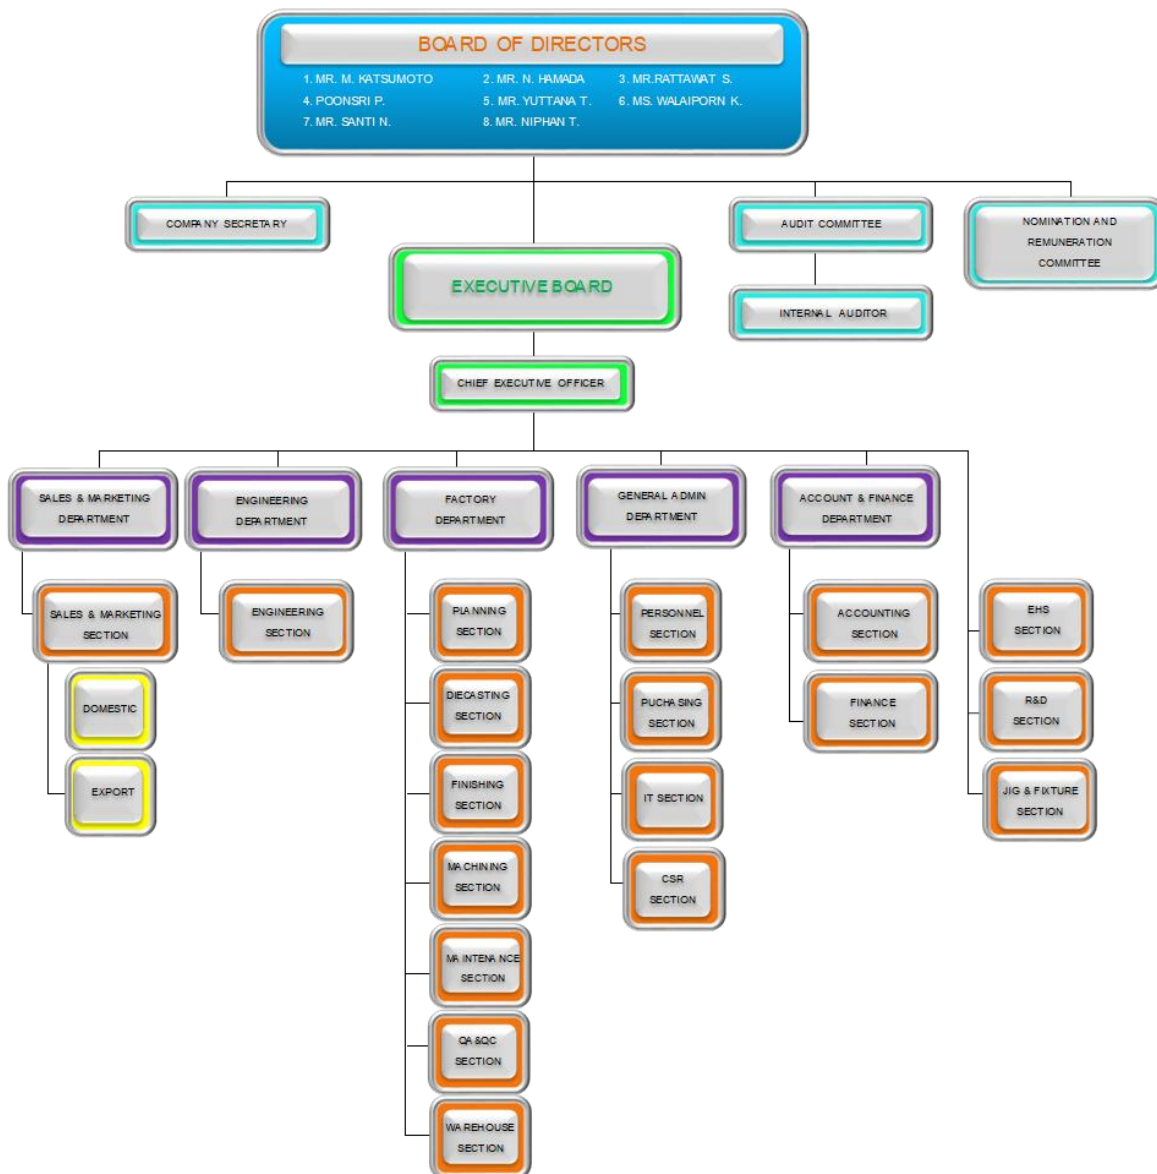 BOARD OF DIRECTORS
1. MR. M. KATSUMOTO 2. MR. N. HAMADA 3. MR.RATTAWAT S.
4. POONSRI P. 5. MR. YUTTANA T. 6. MS. WALAIPORN K.
7. MR. SANTI N. 8. MR. NIPHAN T.
COMPANY SECRETARY
AUDIT COMMITTEE
NOMINATION AND
REMUNERATION
COMMITTEE
EXECUTIVE BOARD
INTERNAL AUDITOR
CHIEF EXECUTIVE OFFICER
SALES & MARKETING
DEPARTMENT
ENGINEERING
DEPARTMENT
FACTORY
DEPARTMENT
GENERAL ADMIN
DEPARTMENT
ACCOUNT & FINANCE
DEPARTMENT
SALES & MARKETING
SECTION
DOMESTIC
EXPORT
ENGINEERING
SECTION
PLANNING
SECTION
DIECASTING
SECTION
FINISHING
SECTION
MACHINING
SECTION
MAINTENANCE
SECTION
QA&QC
SECTION
WAREHOUSE
SECTION
PERSONNEL
SECTION
PUCHASING
SECTION
IT SECTION
CSR
SECTION
ACCOUNTING
SECTION
FINANCE
SECTION
EHS
SECTION
R&D
SECTION
JIG & FIXTURE
SECTION